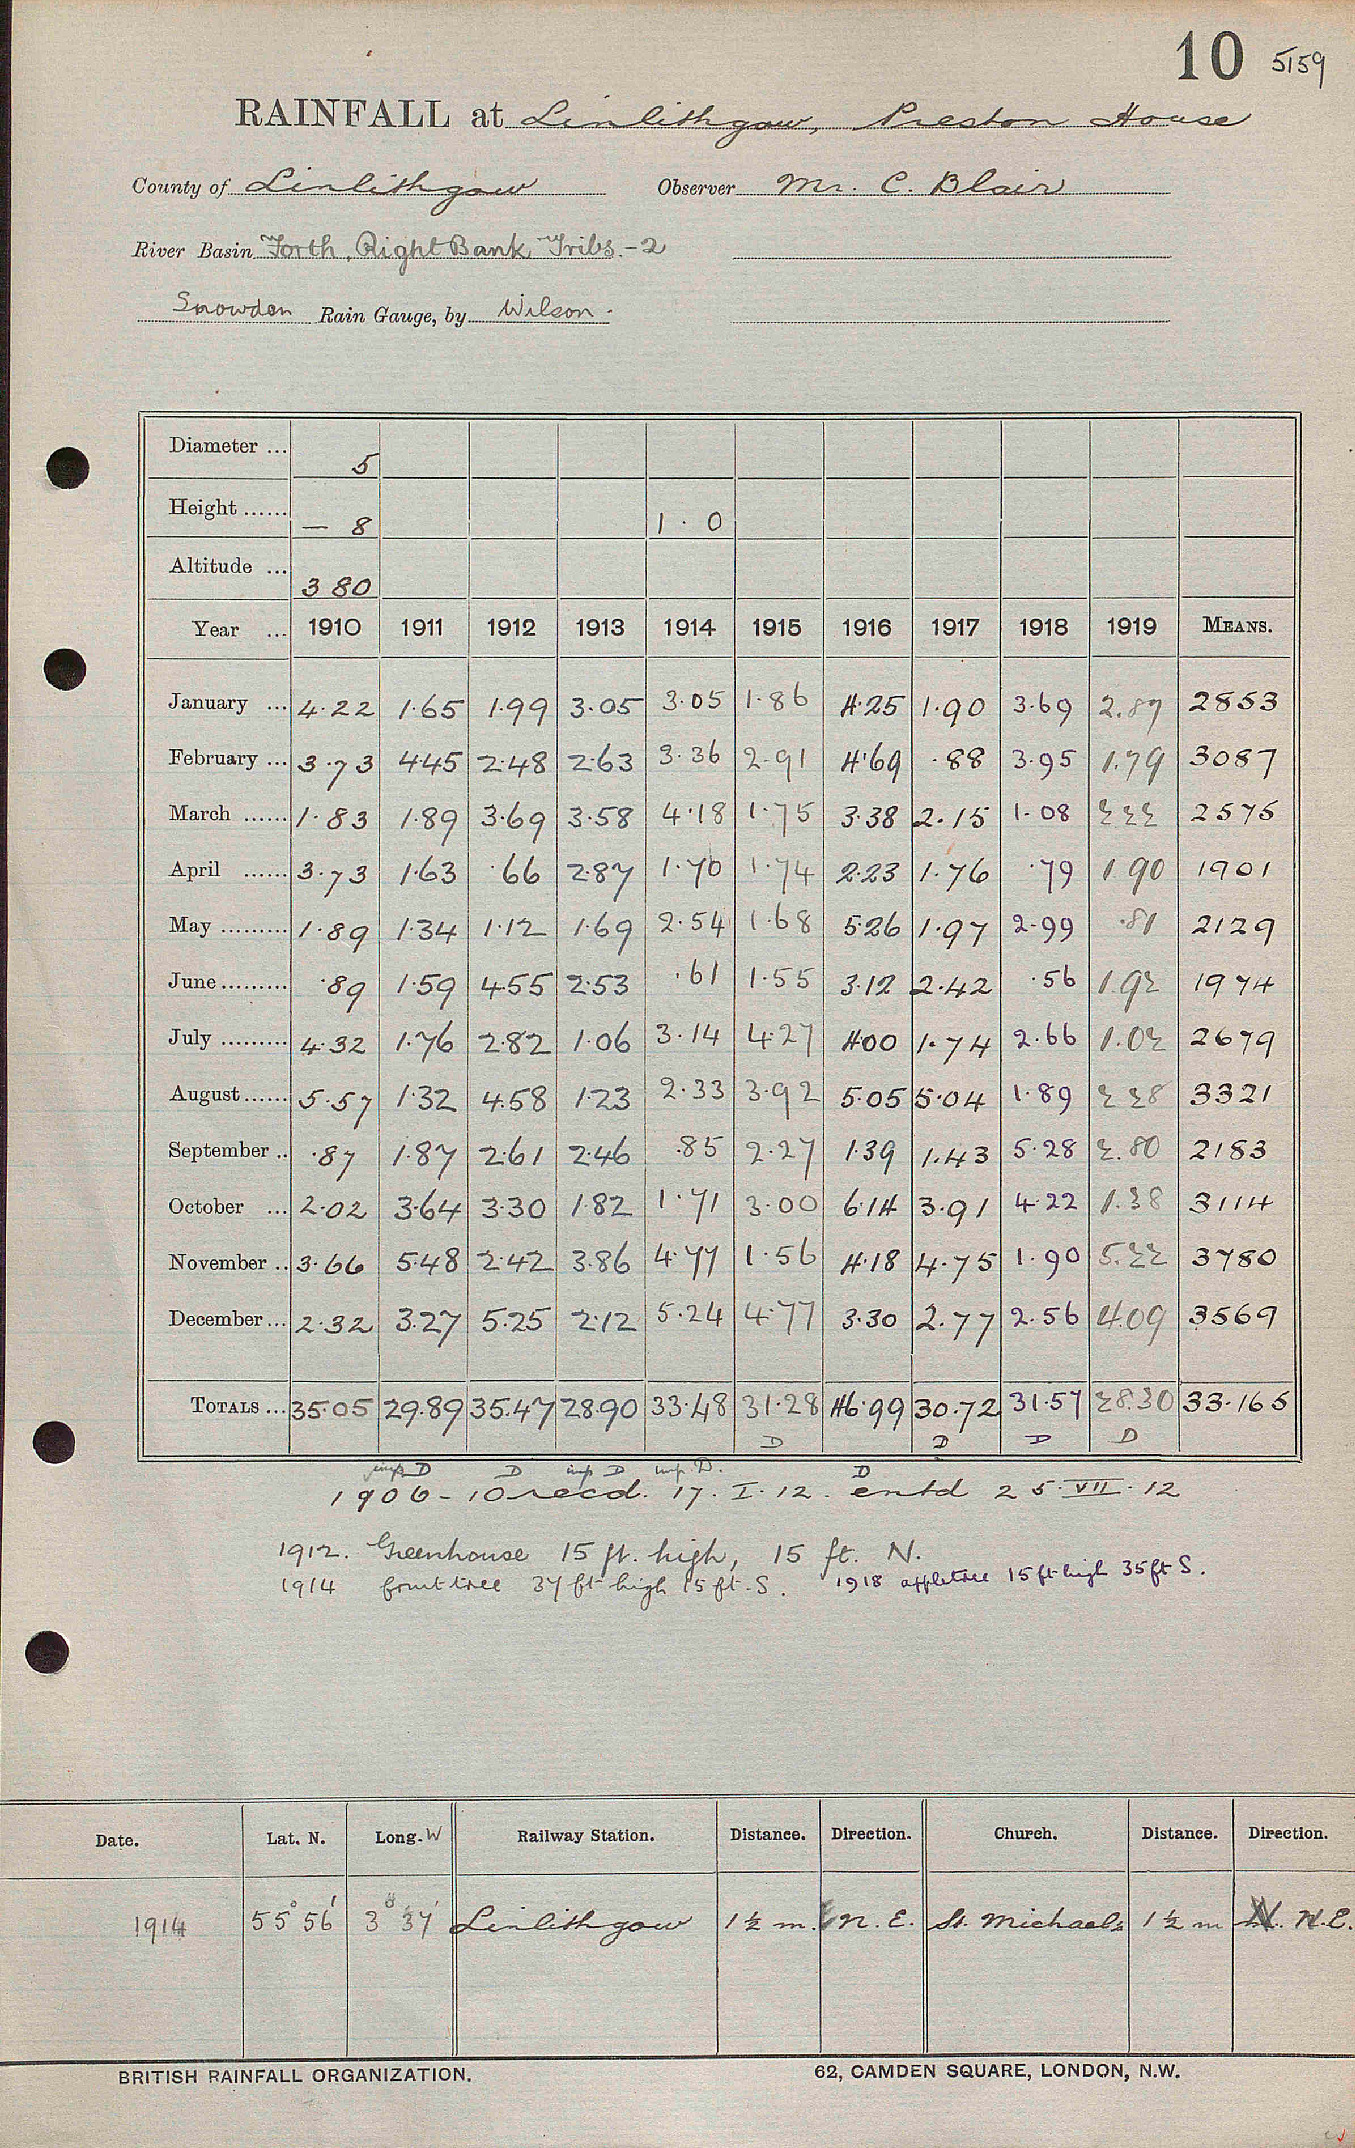 10 5159
RAINFALL at Linlithgow, Preston House
County of Linlithgow Observer Mr. C. Blair
River Basin Forth, Right Bank Tribs.-2
Snowdon Rain Gauge, by Wilson.
Diameter ... 5
Height ...... — 8 1 · 0
Altitude ... 380
Year ... 1910 1911 1912 1913 1914 1915 1916 1917 1918 1919 MEANS.
January ... 4.22 1.65 1.99 3.05 3.05 1.86 4.25 1.90 3.69 2.87 2853
February ... 3.73 4.45 2.48 2.63 3.36 2.91 4.69 .88 3.95 1.79 3087
March ...... 1.83 1.89 3.69 3.58 4.18 1.75 3.38 2.15 1.08 2.22 2575
April ...... 3.73 1.63 .66 2.87 1.70 1.74 2.23 1.76 .79 1.90 1901
May ......... 1.89 1.34 1.12 1.69 2.54 1.68 5.26 1.97 2.99 .81 2129
June ......... .89 1.59 4.55 2.53 .61 1.55 3.12 2.42 .56 1.92 1974
July ......... 4.32 1.76 2.82 1.06 3.14 4.27 4.00 1.74 2.66 1.02 2679
August ...... 5.57 1.32 4.58 1.23 2.33 3.92 5.05 5.04 1.89 2.28 3321
September .. .87 1.87 2.61 2.46 .85 2.27 1.39 1.43 5.28 2.80 2183
October ... 2.02 3.64 3.30 1.82 1.71 3.00 6.14 3.91 4.22 1.38 3114
November .. 3.66 5.48 2.42 3.86 4.77 1.56 4.18 4.75 1.90 5.22 3780
December ... 2.32 3.27 5.25 2.12 5.24 4.77 3.30 2.77 2.56 4.09 3569
TOTALS ... 35.05 29.89 35.47 28.90 33.48 31.28 46.99 30.72 31.57 28.30 33.165
D D D D
imp D D imp D imp. D. D
1906-10 recd. 17. I. 12. entd 25. VII. 12
1912. Greenhouse 15 ft. high, 15 ft. N.
1914 fruit tree 37 ft high 15 ft. S. 1918 appletree 15 ft high 35 ft S.
Date. Lat. N. Long. W Railway Station. Distance. Direction. Church. Distance. Direction.
1914 55° 56' 3° 37' Linlithgow 1½ m. N. E. St. Michaels 1½ m N.E.
BRITISH RAINFALL ORGANIZATION. 62, CAMDEN SQUARE, LONDON, N.W.